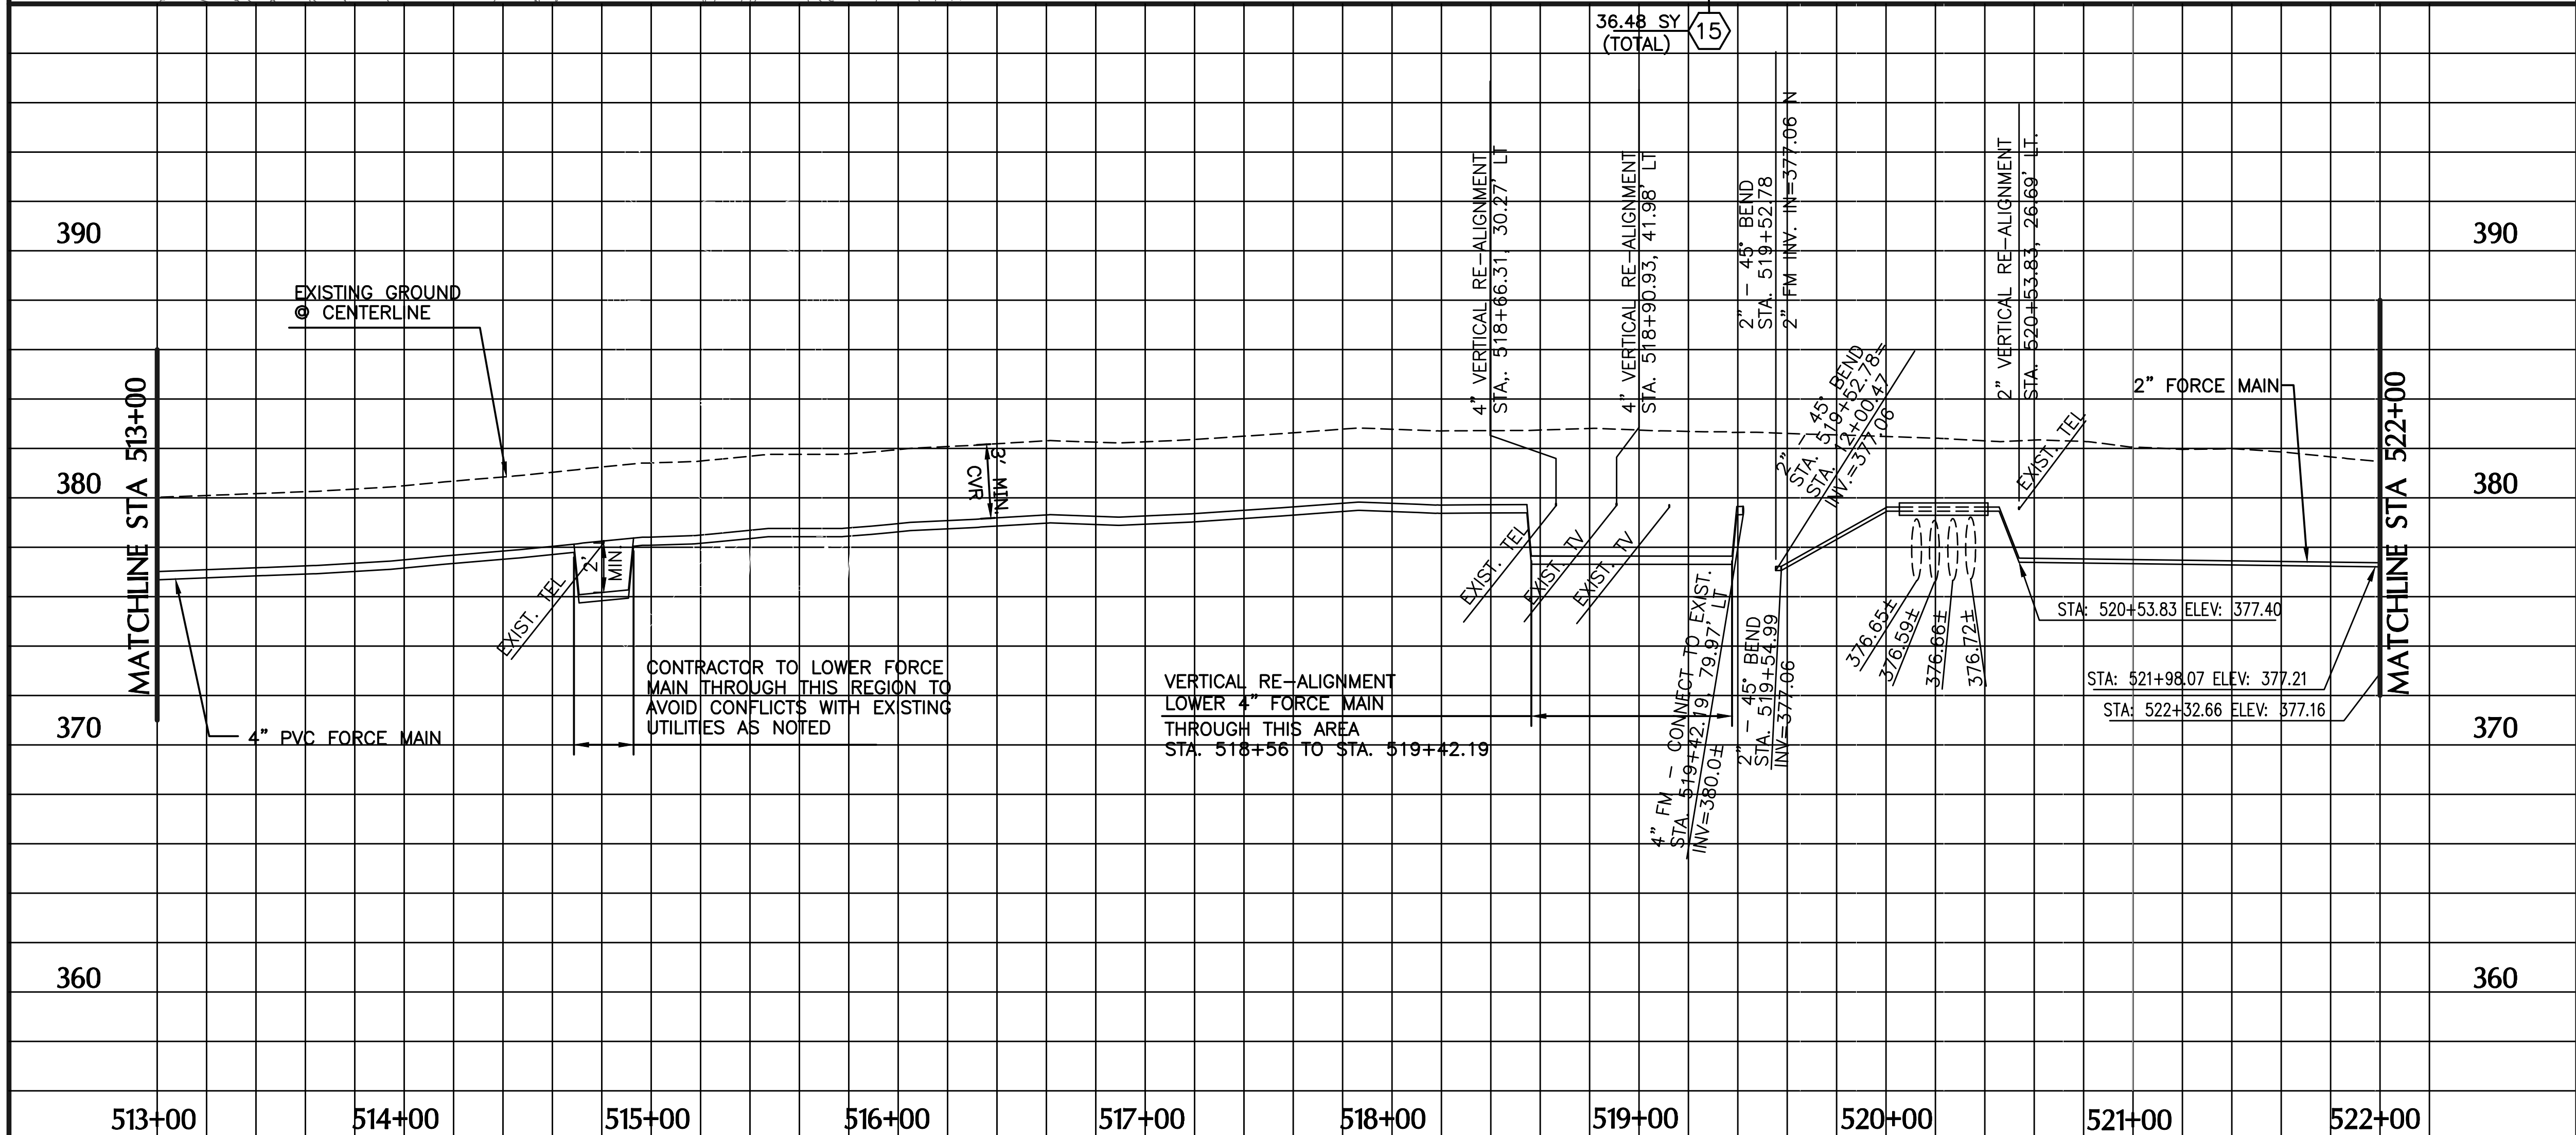 36.48 SY
(TOTAL)
15
390
390
EXISTING GROUND
@ CENTERLINE
4" VERTICAL RE-ALIGNMENT
STA,. 518+66.31, 30.27' LT
4" VERTICAL RE-ALIGNMENT
STA. 518+90.93, 41.98' LT
2" - 45° BEND
STA. 519+52.78
2" FM INV. IN=377.06 N
2" VERTICAL RE-ALIGNMENT
STA. 520+53.83, 26.69' LT.
2" - 45° BEND
STA. 519+52.78=
STA. 12+00.47
INV.=377.06
2" FORCE MAIN
MATCHLINE STA 513+00
MATCHLINE STA 522+00
380
380
3' MIN.
CVR
EXIST. TEL
2'
MIN.
EXIST. TEL
EXIST. TEL
EXIST. TV
EXIST. TV
376.65±
376.59±
376.66±
376.72±
STA: 520+53.83 ELEV: 377.40
STA: 521+98.07 ELEV: 377.21
STA: 522+32.66 ELEV: 377.16
CONTRACTOR TO LOWER FORCE
MAIN THROUGH THIS REGION TO
AVOID CONFLICTS WITH EXISTING
UTILITIES AS NOTED
VERTICAL RE-ALIGNMENT
LOWER 4" FORCE MAIN
THROUGH THIS AREA
STA. 518+56 TO STA. 519+42.19
4" FM - CONNECT TO EXIST.
STA. 519+42.19, 79.97' LT
INV=380.0±
2" - 45° BEND
STA. 519+54.99
INV=377.06
370
370
4" PVC FORCE MAIN
360
360
513+00
514+00
515+00
516+00
517+00
518+00
519+00
520+00
521+00
522+00